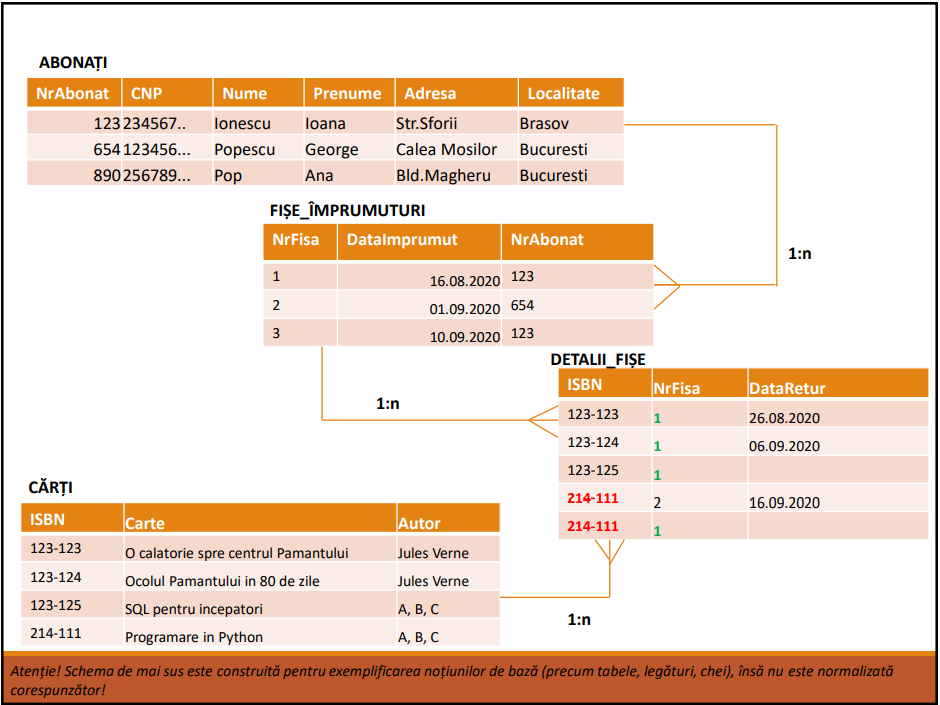 ABONAȚI
NrAbonat CNP Nume Prenume Adresa Localitate
123 234567.. Ionescu Ioana Str.Sforii Brasov
654 123456... Popescu George Calea Mosilor Bucuresti
890 256789... Pop Ana Bld.Magheru Bucuresti
FIȘE_ÎMPRUMUTURI
NrFisa DataImprumut NrAbonat
1 16.08.2020 123
2 01.09.2020 654
3 10.09.2020 123
1:n
DETALII_FIȘE
ISBN NrFisa DataRetur
123-123 1 26.08.2020
123-124 1 06.09.2020
123-125 1
214-111 2 16.09.2020
214-111 1
1:n
CĂRȚI
ISBN Carte Autor
123-123 O calatorie spre centrul Pamantului Jules Verne
123-124 Ocolul Pamantului in 80 de zile Jules Verne
123-125 SQL pentru incepatori A, B, C
214-111 Programare in Python A, B, C
1:n
Atenție! Schema de mai sus este construită pentru exemplificarea noțiunilor de bază (precum tabele, legături, chei), însă nu este normalizată
corespunzător!